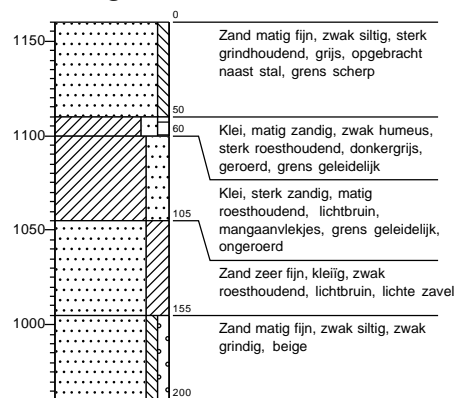 0
1150
Zand matig fijn, zwak siltig, sterk
grindhoudend, grijs, opgebracht
naast stal, grens scherp
50
1100
60
Klei, matig zandig, zwak humeus,
sterk roesthoudend, donkergrijs,
geroerd, grens geleidelijk
Klei, sterk zandig, matig
roesthoudend, lichtbruin,
mangaanvlekjes, grens geleidelijk,
ongeroerd
105
1050
Zand zeer fijn, kleiïg, zwak
roesthoudend, lichtbruin, lichte zavel
155
1000
Zand matig fijn, zwak siltig, zwak
grindig, beige
200